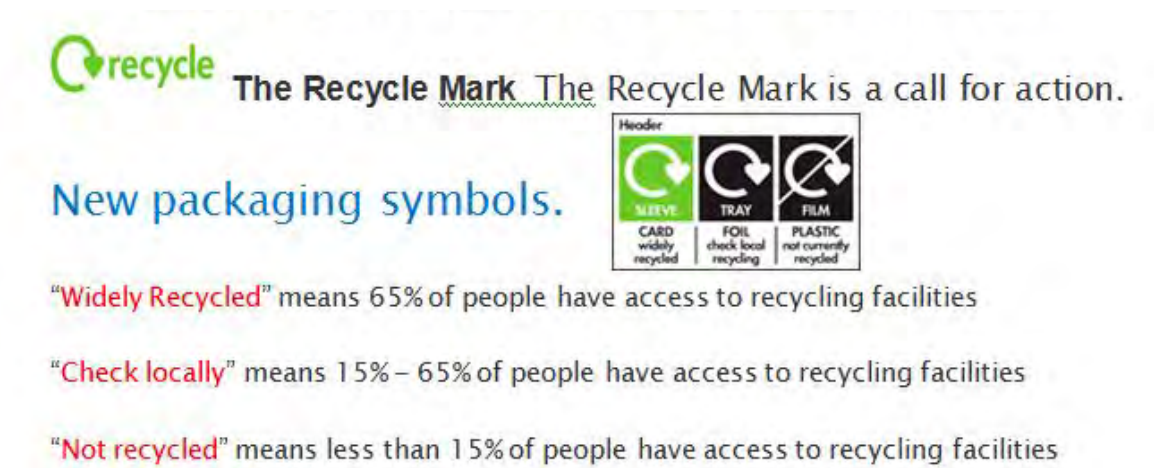 recycle
The Recycle Mark The Recycle Mark is a call for action.
Header
SLEEVE TRAY FILM
CARD widely recycled
FOIL check local recycling
PLASTIC not currently recycled
New packaging symbols.
“Widely Recycled” means 65% of people have access to recycling facilities
“Check locally” means 15% – 65% of people have access to recycling facilities
“Not recycled” means less than 15% of people have access to recycling facilities